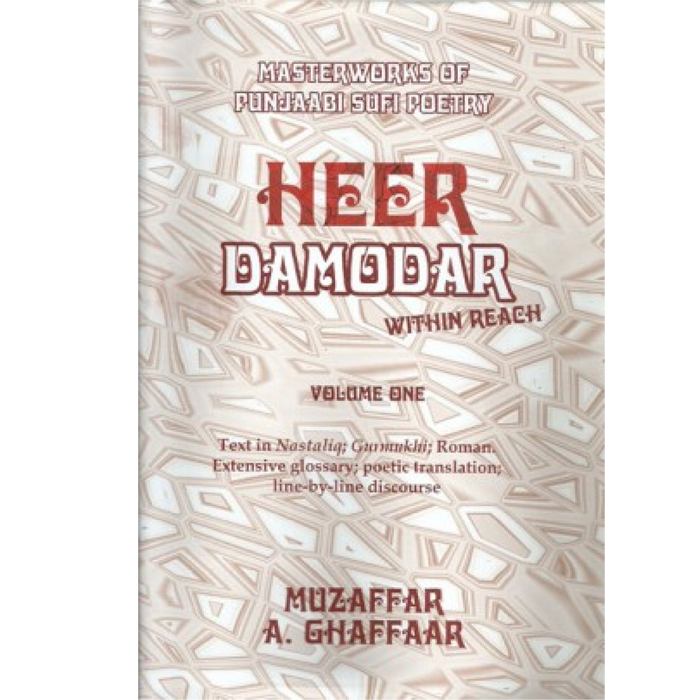 MASTERWORKS OF
PUNJAABI SUFI POETRY
HEER
DAMODAR
WITHIN REACH
VOLUME ONE
Text in Nastaliq; Gurmukhi; Roman.
Extensive glossary; poetic translation;
line-by-line discourse
MUZAFFAR
A. GHAFFAAR